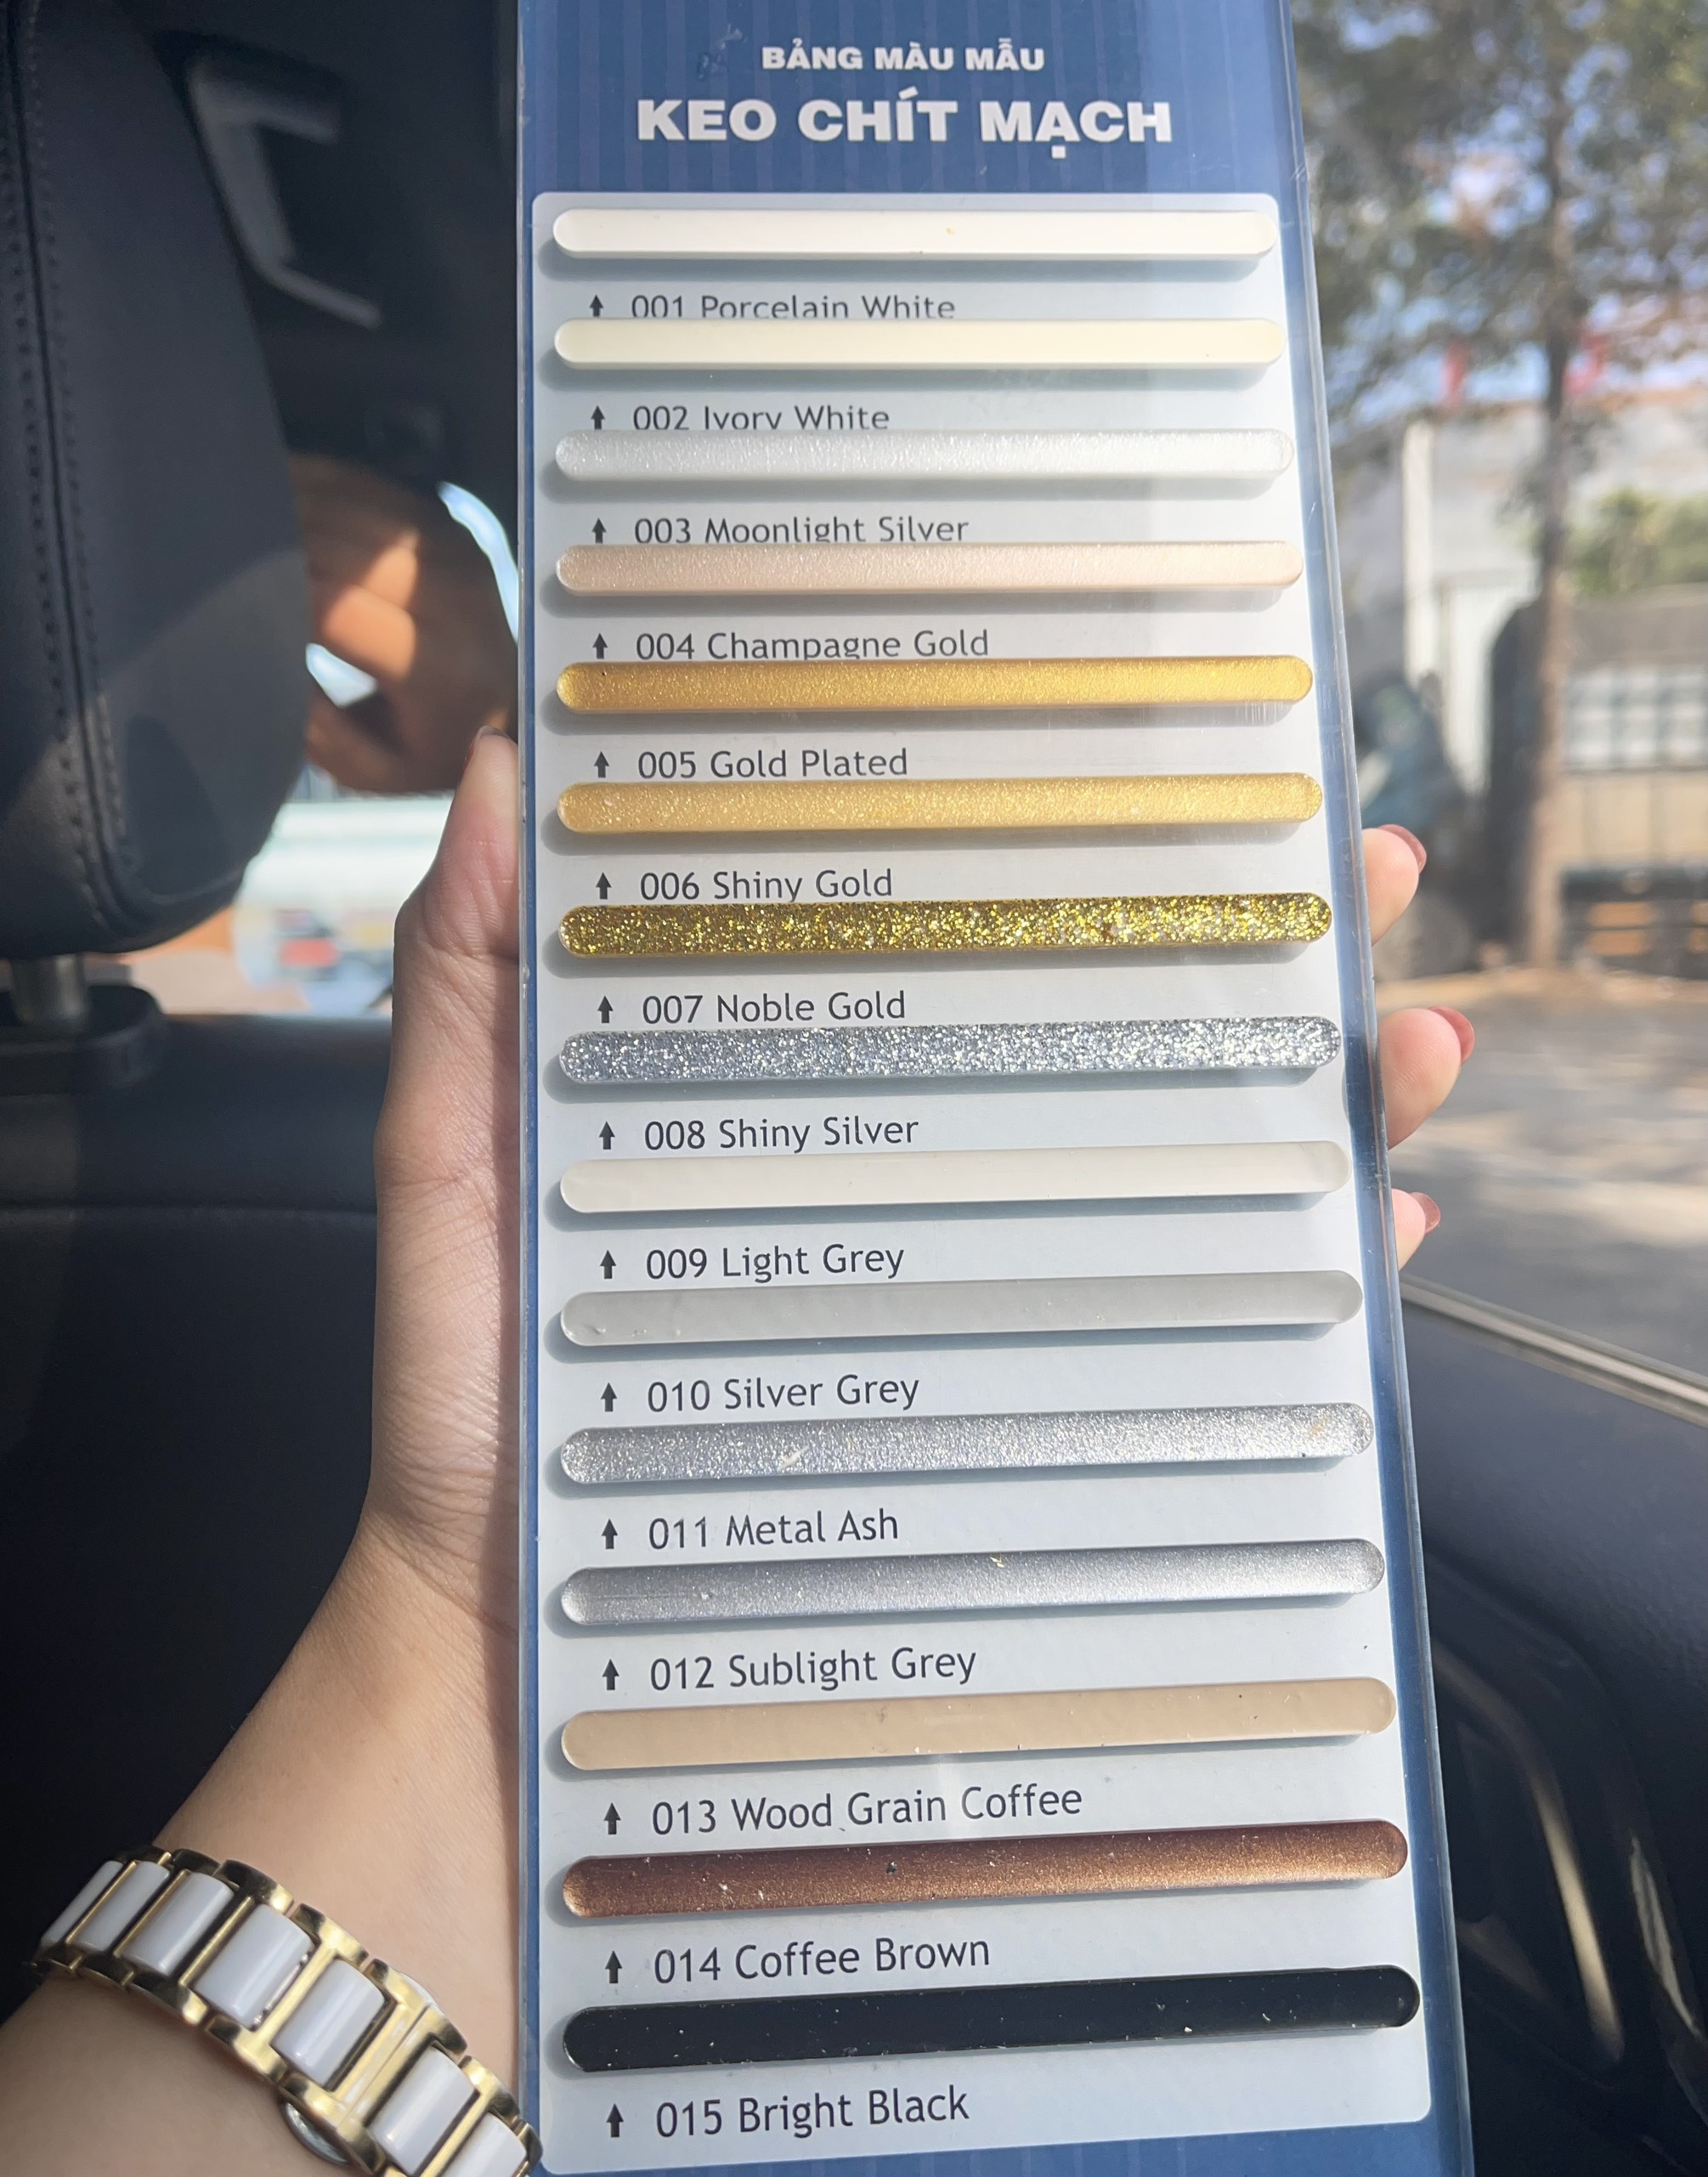 BẢNG MÀU MẪU
KEO CHÍT MẠCH
001 Porcelain White
002 Ivory White
003 Moonlight Silver
004 Champagne Gold
005 Gold Plated
006 Shiny Gold
007 Noble Gold
008 Shiny Silver
009 Light Grey
010 Silver Grey
011 Metal Ash
012 Sublight Grey
013 Wood Grain Coffee
014 Coffee Brown
015 Bright Black